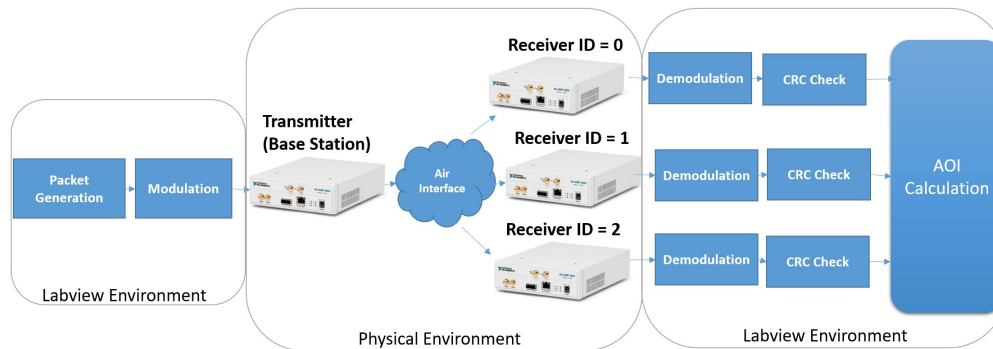 Packet
Generation
Modulation
Labview Environment
Transmitter
(Base Station)
Air
Interface
Receiver ID = 0
Receiver ID = 1
Receiver ID = 2
Physical Environment
Demodulation
CRC Check
Demodulation
CRC Check
Demodulation
CRC Check
AOI
Calculation
Labview Environment